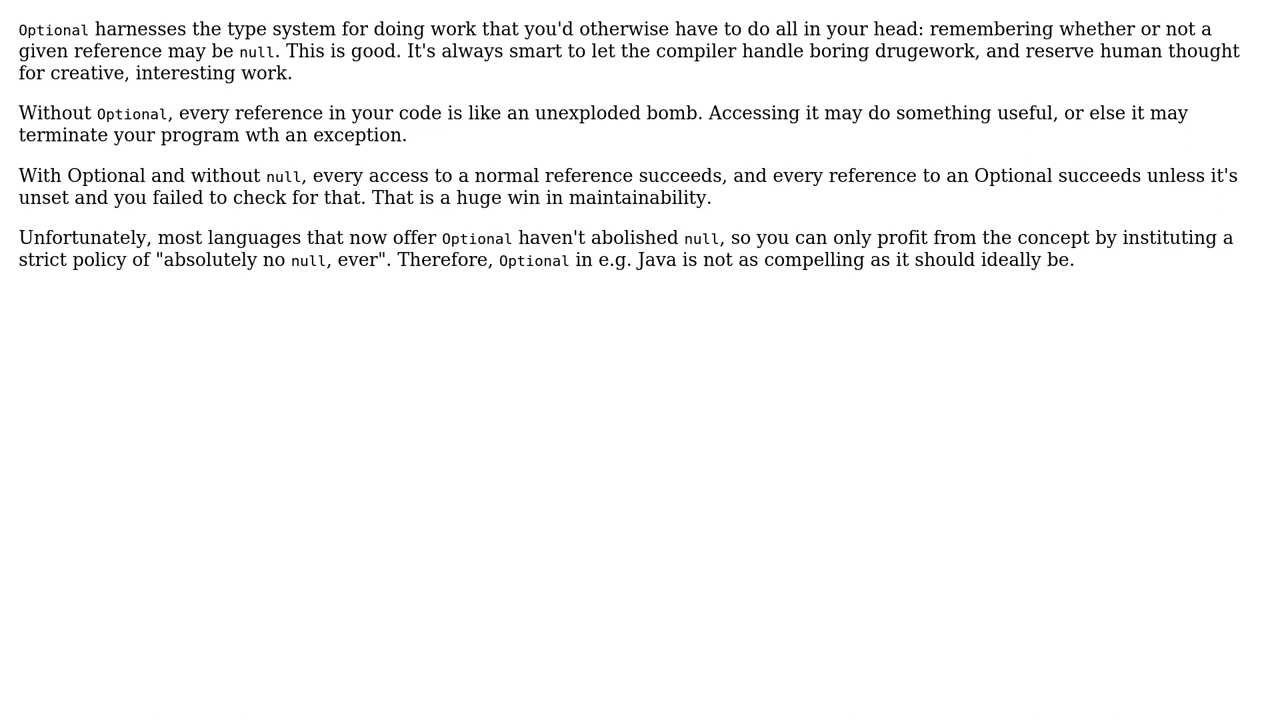 Optional harnesses the type system for doing work that you'd otherwise have to do all in your head: remembering whether or not a
given reference may be null. This is good. It's always smart to let the compiler handle boring drugework, and reserve human thought
for creative, interesting work.
Without Optional, every reference in your code is like an unexploded bomb. Accessing it may do something useful, or else it may
terminate your program wth an exception.
With Optional and without null, every access to a normal reference succeeds, and every reference to an Optional succeeds unless it's
unset and you failed to check for that. That is a huge win in maintainability.
Unfortunately, most languages that now offer Optional haven't abolished null, so you can only profit from the concept by instituting a
strict policy of "absolutely no null, ever". Therefore, Optional in e.g. Java is not as compelling as it should ideally be.